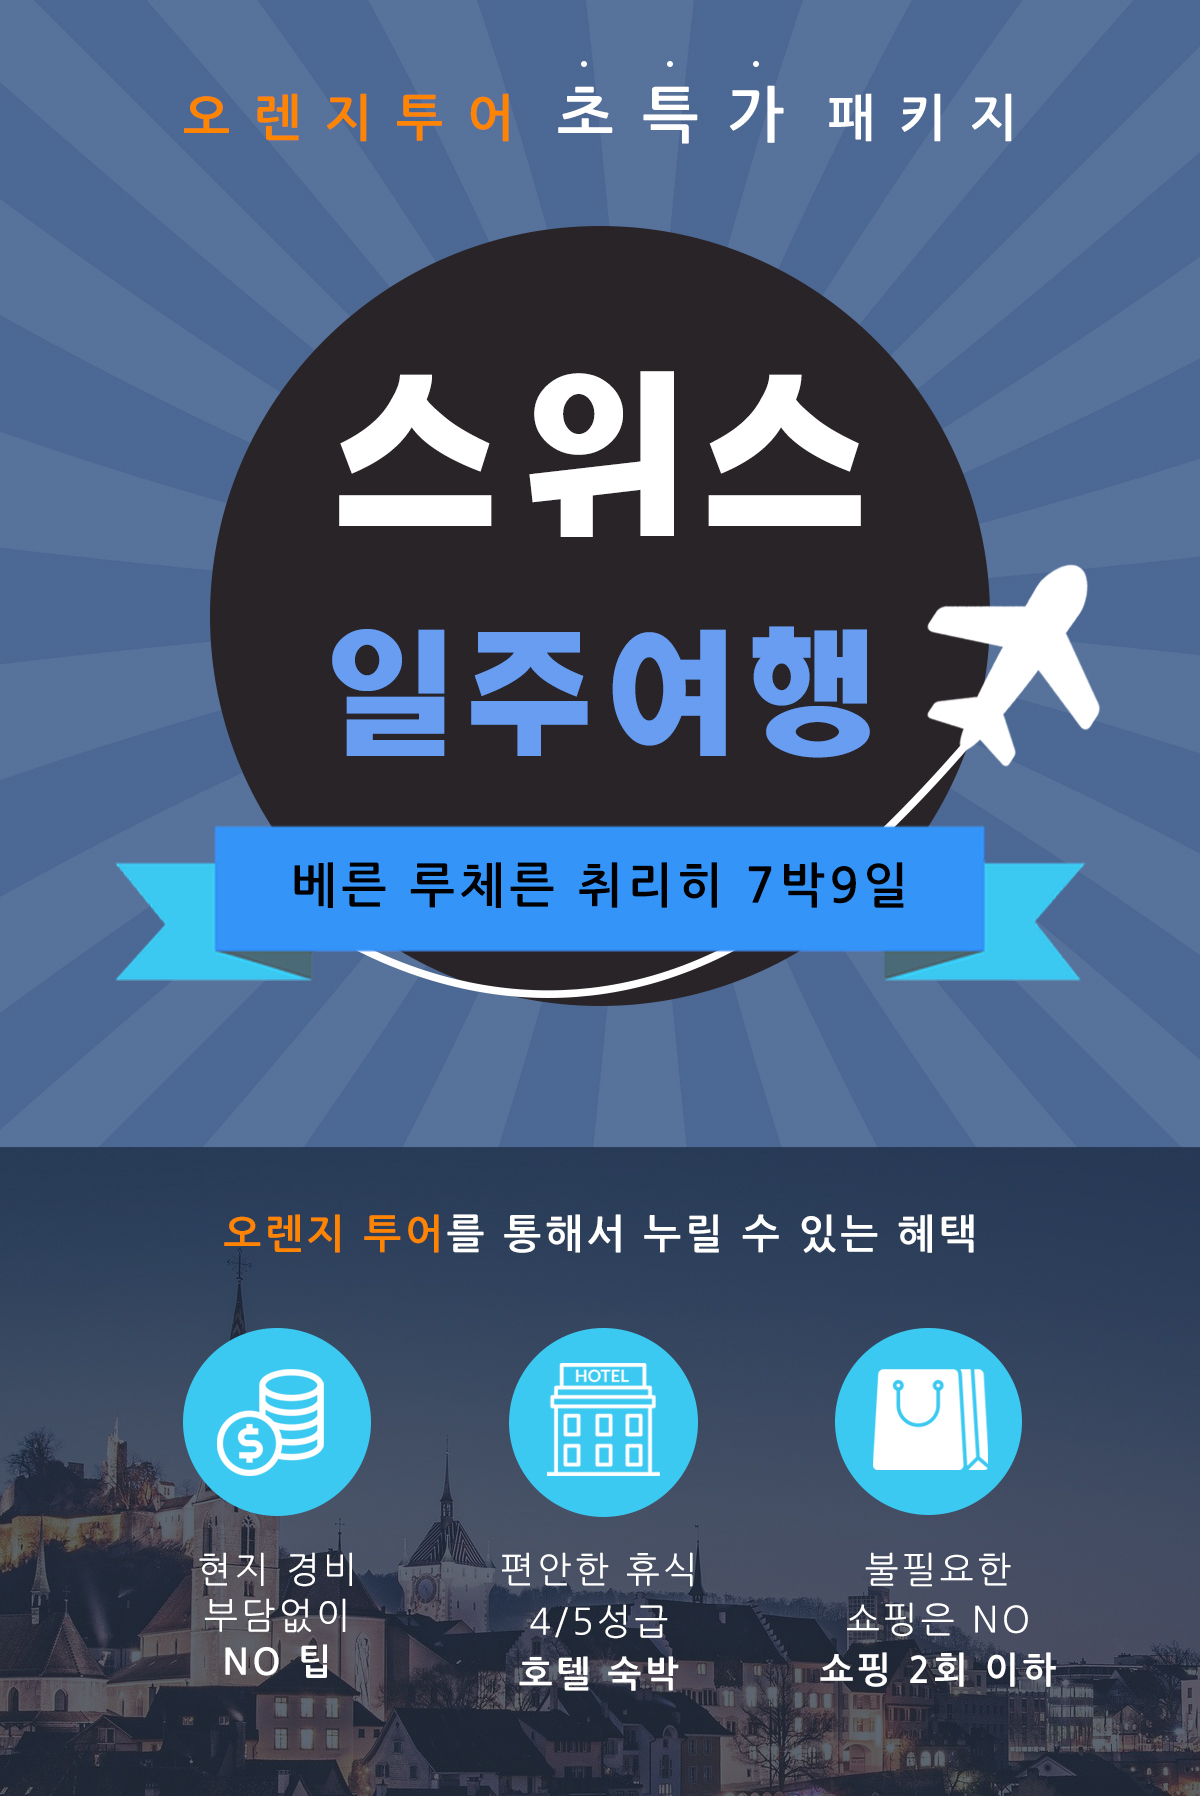 오렌지투어 초특가 패키지
스위스
일주여행
베른 루체른 취리히 7박9일
오렌지 투어를 통해서 누릴 수 있는 혜택
$
HOTEL
현지 경비
부담없이
NO 팁
편안한 휴식
4/5성급
호텔 숙박
불필요한
쇼핑은 NO
쇼핑 2회 이하